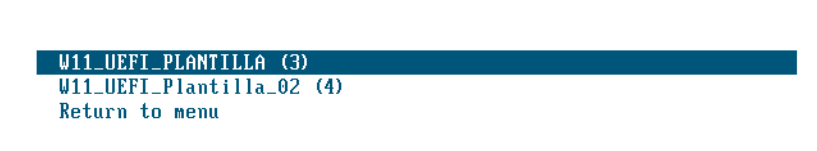 W11_UEFI_PLANTILLA (3)
W11_UEFI_Plantilla_02 (4)
Return to menu